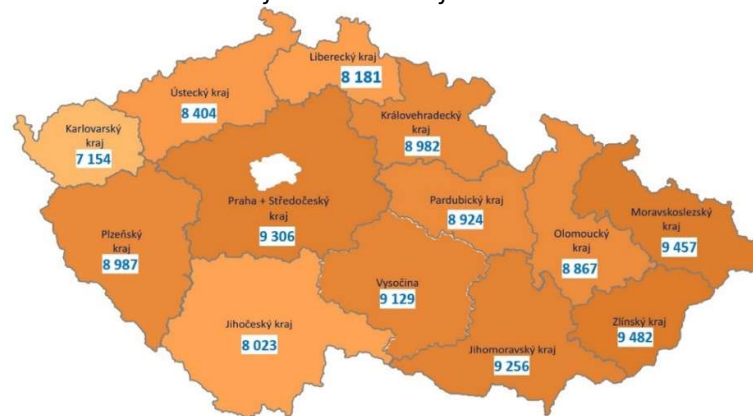 Liberecký kraj
8 181
Ústecký kraj
8 404
Karlovarský
kraj
7 154
Královehradecký
kraj
8 982
Praha + Středočeský
kraj
9 306
Pardubický kraj
8 924
Moravskoslezský
kraj
9 457
Plzeňský
kraj
8 987
Olomoucký
kraj
8 867
Vysočina
9 129
Jihočeský kraj
8 023
Zlínský kraj
9 482
Jihomoravský kraj
9 256